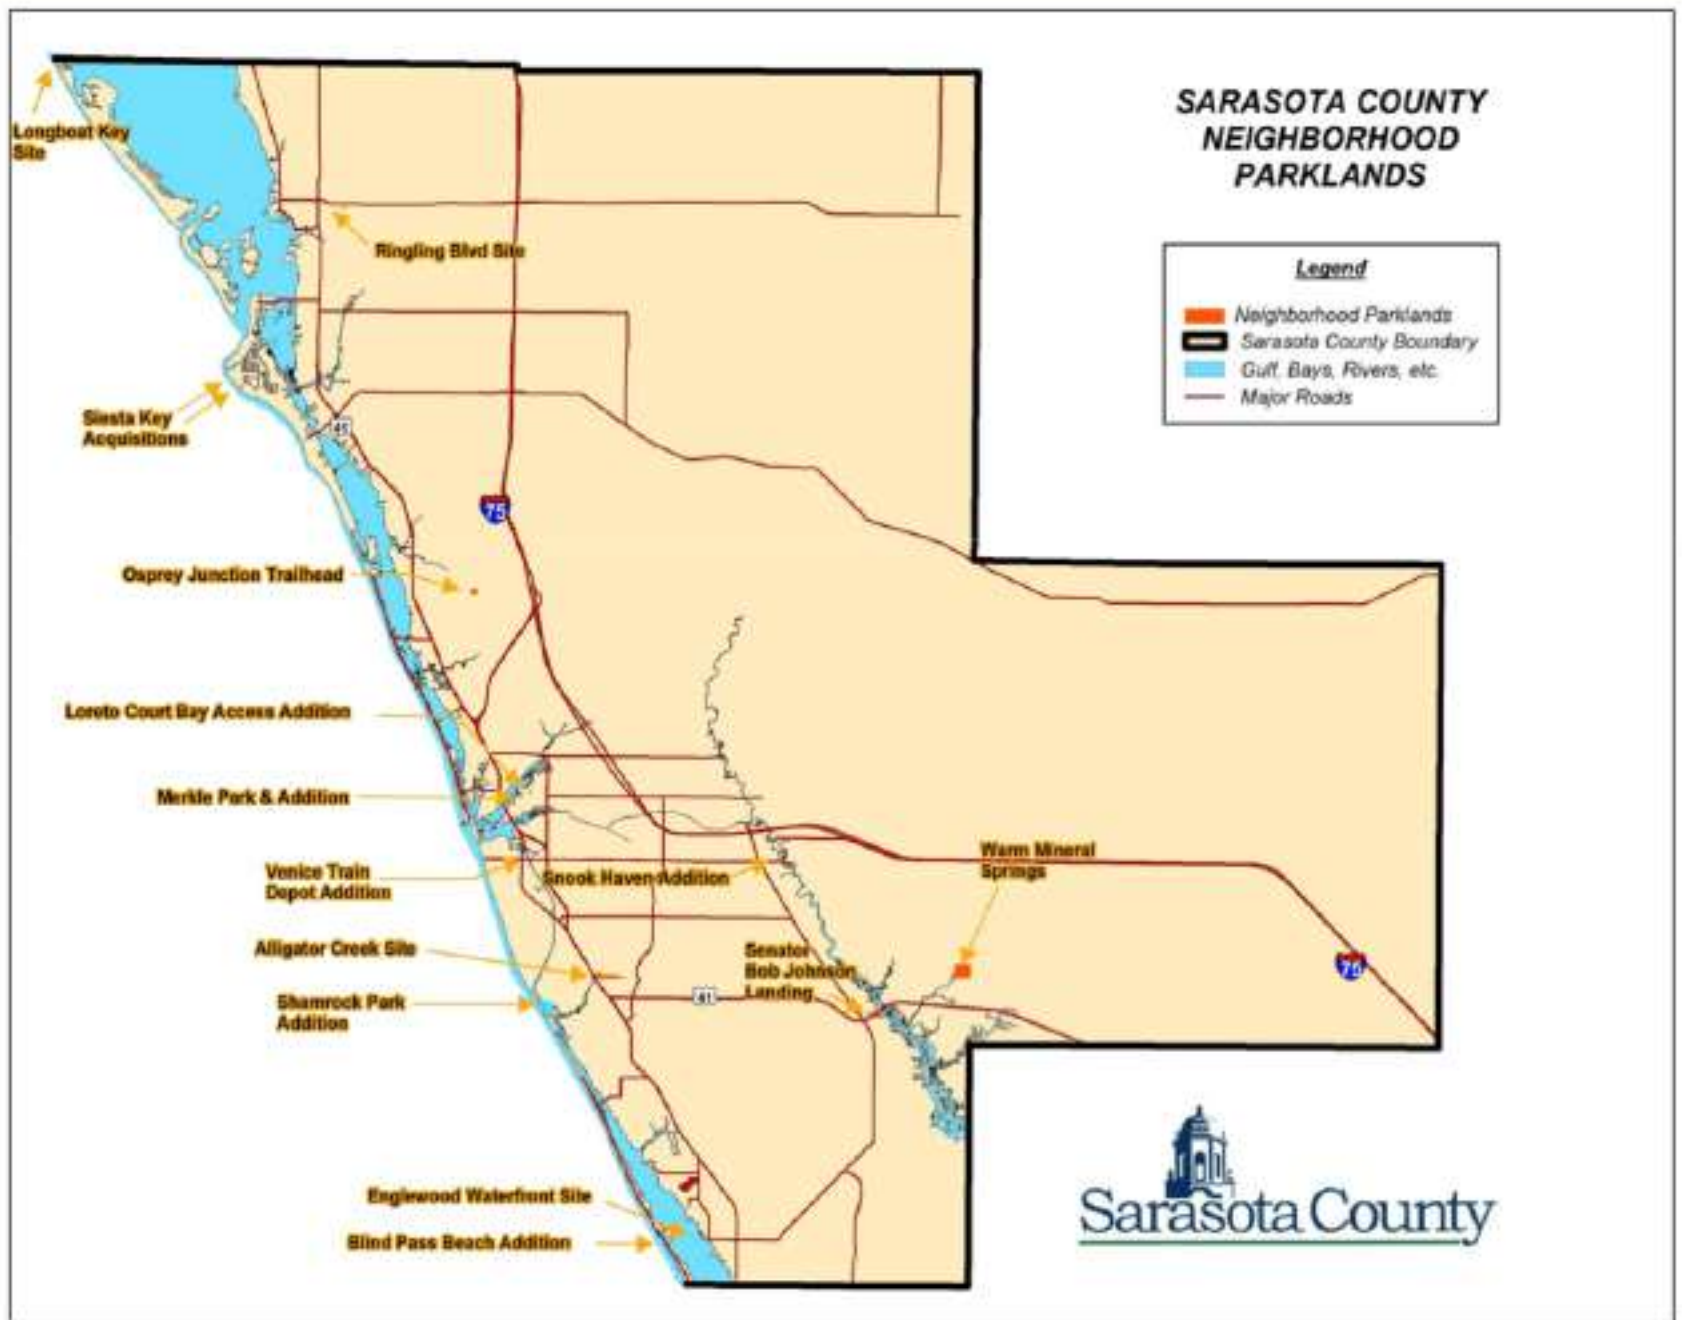 SARASOTA COUNTY
NEIGHBORHOOD
PARKLANDS
Legend
Neighborhood Parklands
Sarasota County Boundary
Gulf, Bays, Rivers, etc.
Major Roads
Longboat Key
Site
Ringling Blvd Site
Siesta Key
Acquisitions
41
75
Osprey Junction Trailhead
Loreto Court Bay Access Addition
Merkle Park & Addition
Venice Train
Depot Addition
Snook Haven Addition
Warm Mineral
Springs
Alligator Creek Site
Senator
Bob Johnson
Landing
75
41
Shamrock Park
Addition
Englewood Waterfront Site
Blind Pass Beach Addition
Sarasota County